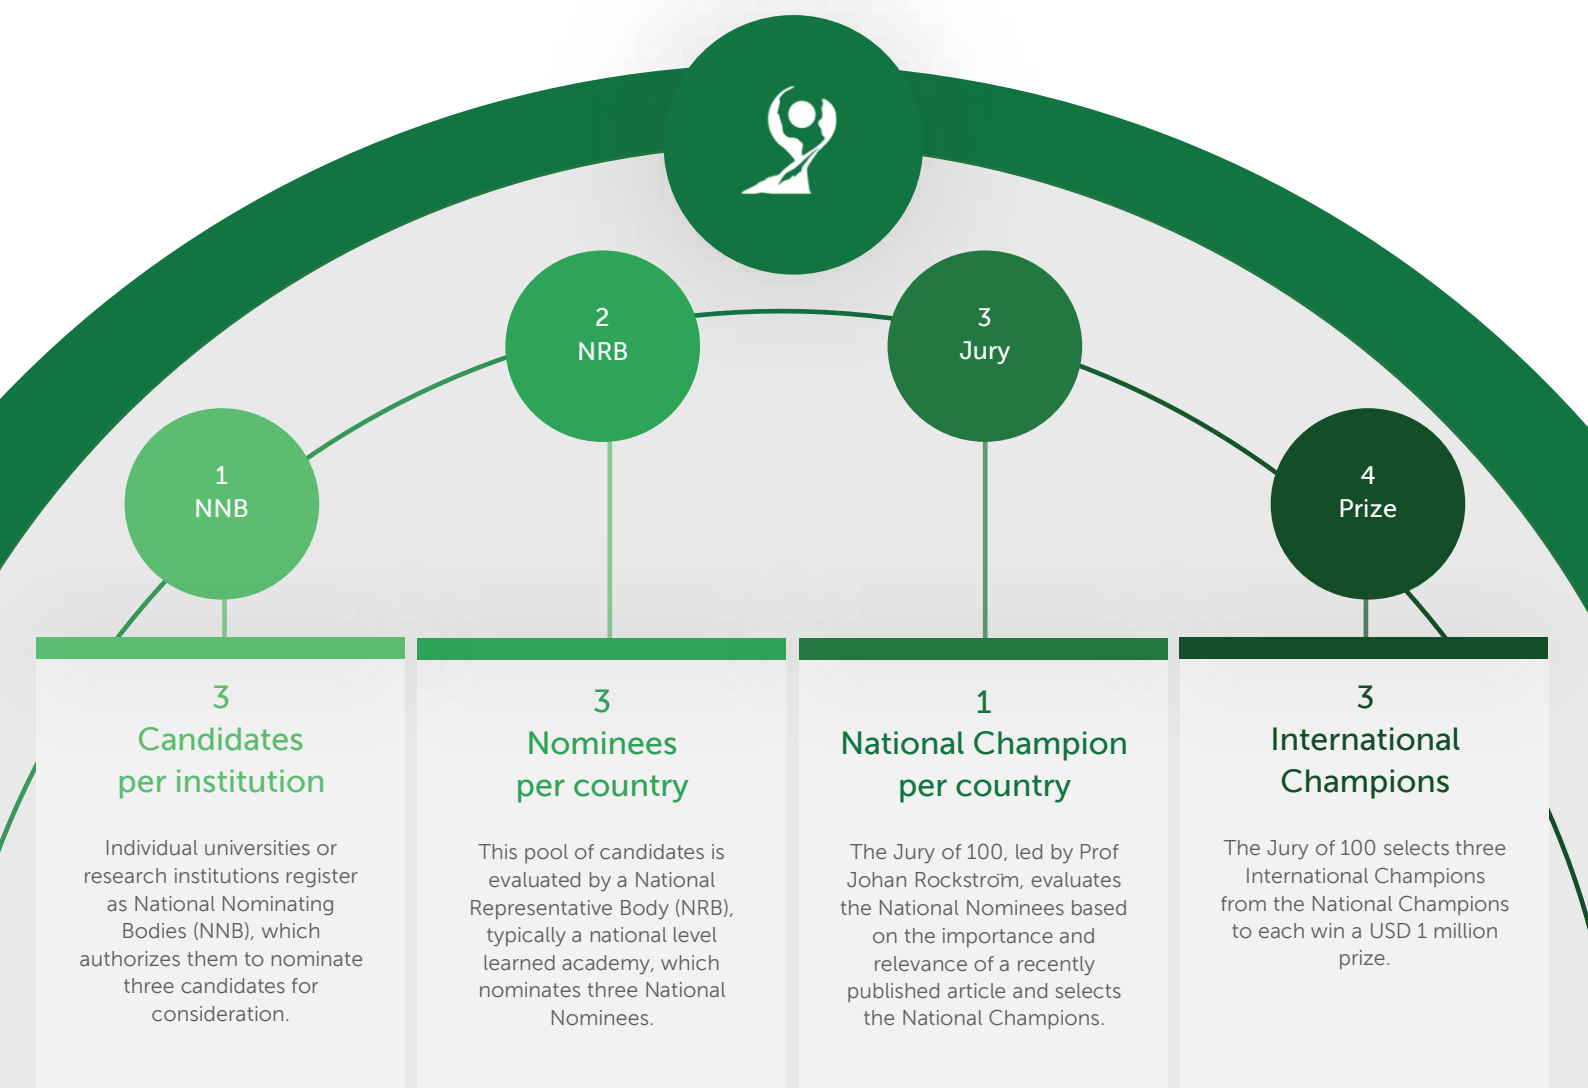 1
NNB
2
NRB
3
Jury
4
Prize
3
Candidates
per institution
Individual universities or
research institutions register
as National Nominating
Bodies (NNB), which
authorizes them to nominate
three candidates for
consideration.
3
Nominees
per country
This pool of candidates is
evaluated by a National
Representative Body (NRB),
typically a national level
learned academy, which
nominates three National
Nominees.
1
National Champion
per country
The Jury of 100, led by Prof
Johan Rockström, evaluates
the National Nominees based
on the importance and
relevance of a recently
published article and selects
the National Champions.
3
International
Champions
The Jury of 100 selects three
International Champions
from the National Champions
to each win a USD 1 million
prize.